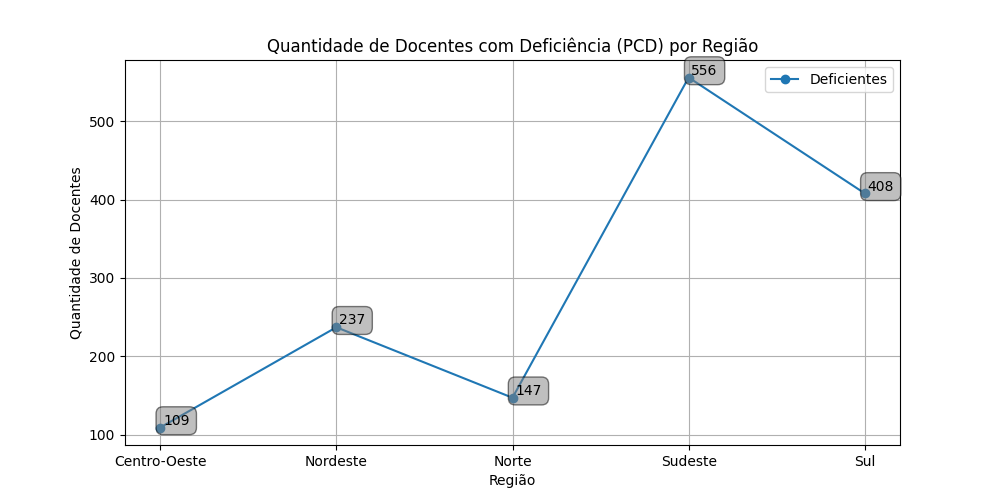 Quantidade de Docentes com Deficiência (PCD) por Região
Deficientes
556
500
408
400
300
237
200
147
109
100
Quantidade de Docentes
Centro-Oeste Nordeste Norte Sudeste Sul
Região